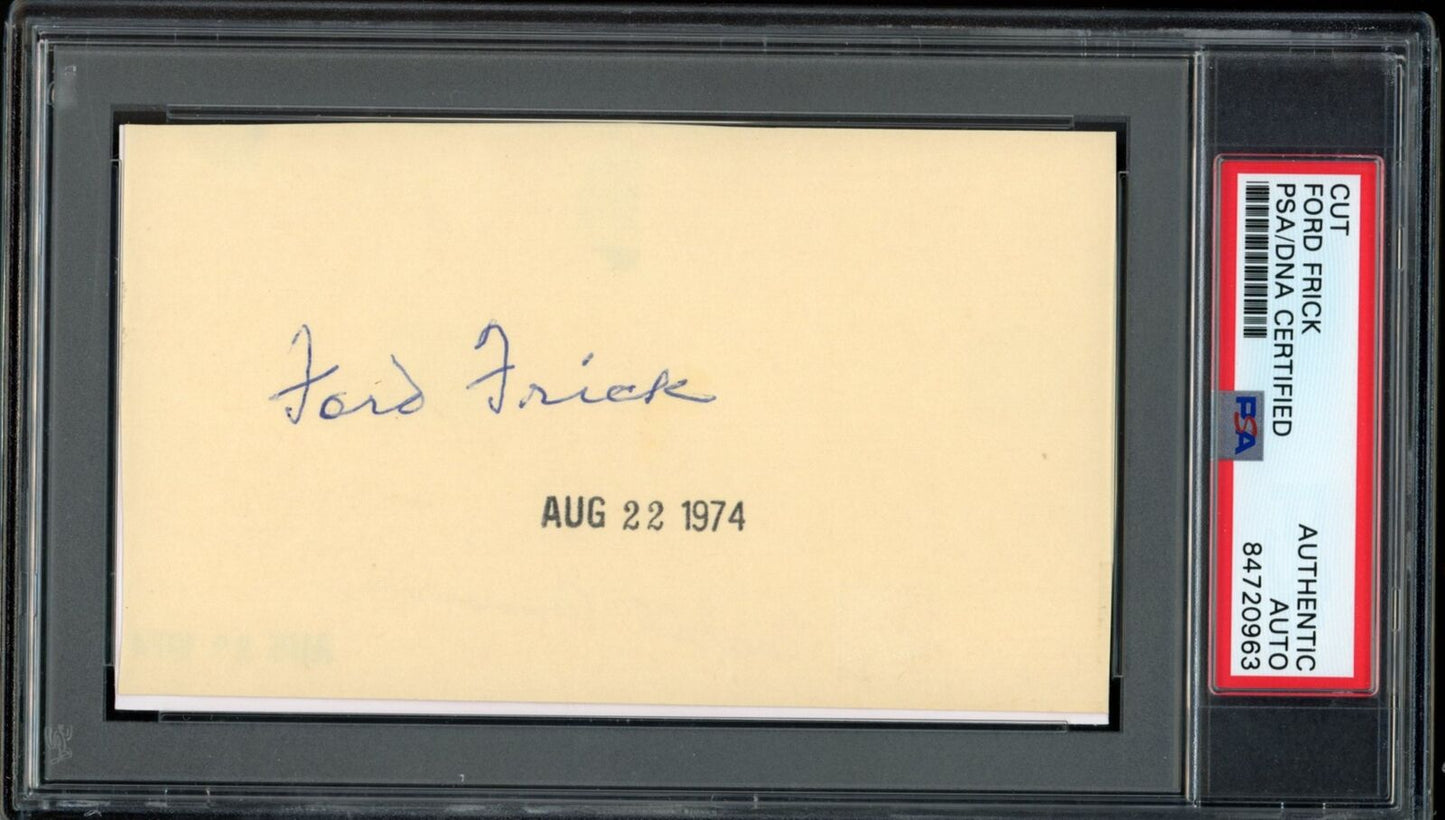 Ford Frick
AUG 22 1974
CUT
FORD FRICK
PSA/DNA CERTIFIED
AUTHENTIC
AUTO
84720963
PSA